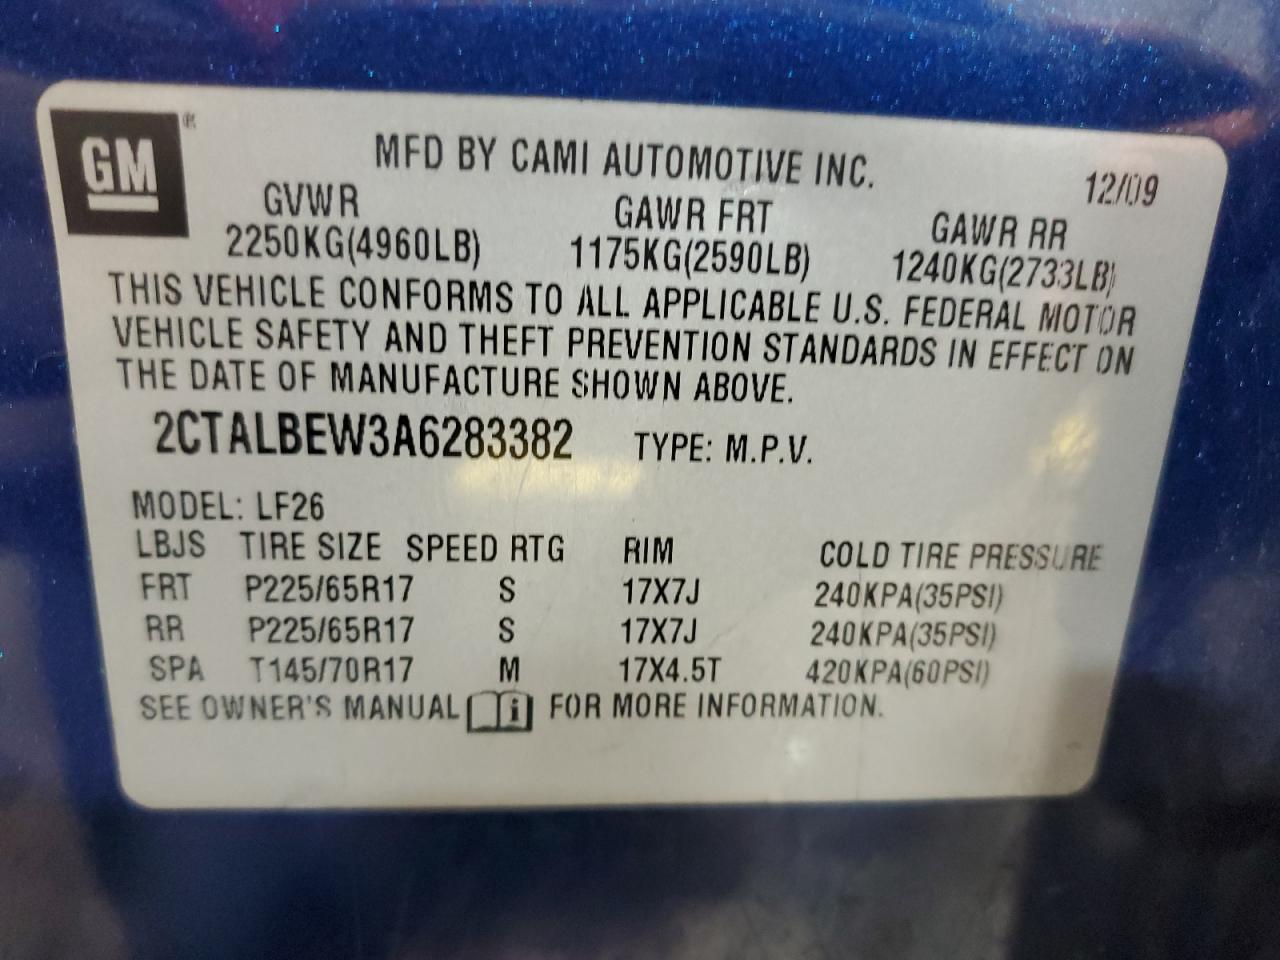 GM®
MFD BY CAMI AUTOMOTIVE INC.
12/09
GVWR GAWR FRT GAWR RR
2250KG(4960LB) 1175KG(2590LB) 1240KG(2733LB)
THIS VEHICLE CONFORMS TO ALL APPLICABLE U.S. FEDERAL MOTOR
VEHICLE SAFETY AND THEFT PREVENTION STANDARDS IN EFFECT ON
THE DATE OF MANUFACTURE SHOWN ABOVE.
2CTALBEW3A6283382 TYPE: M.P.V.
MODEL: LF26
LBJS TIRE SIZE SPEED RTG RIM COLD TIRE PRESSURE
FRT P225/65R17 S 17X7J 240KPA(35PSI)
RR P225/65R17 S 17X7J 240KPA(35PSI)
SPA T145/70R17 M 17X4.5T 420KPA(60PSI)
SEE OWNER'S MANUAL i FOR MORE INFORMATION.